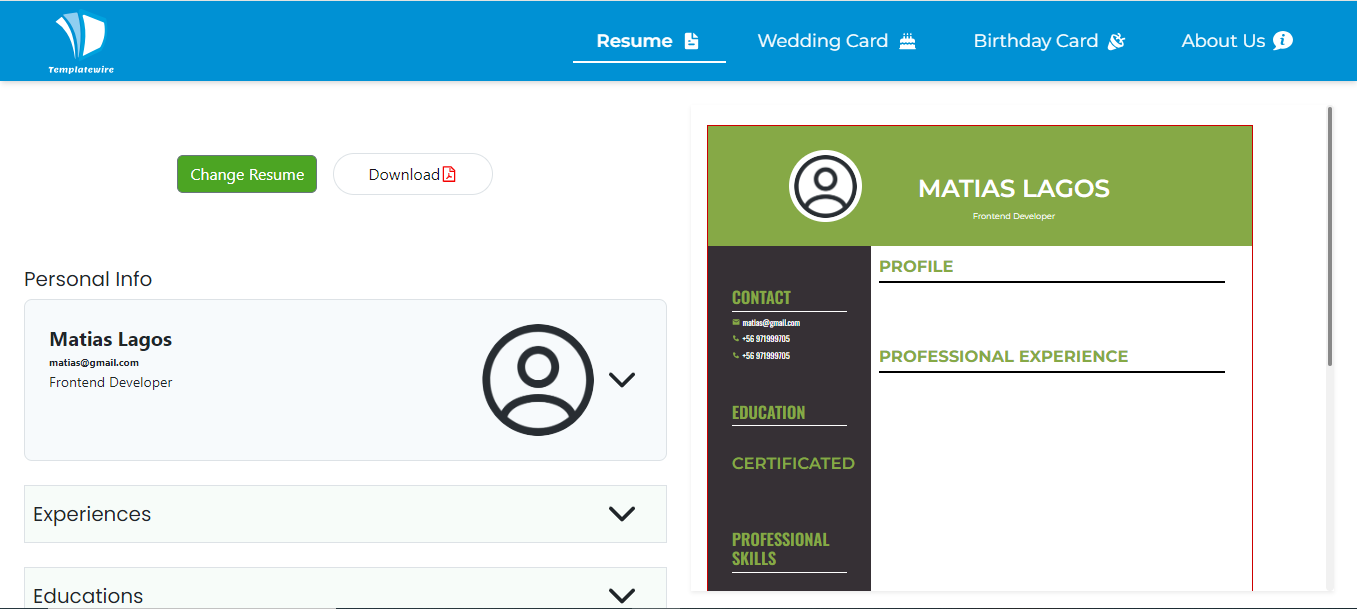 Templatewire
Resume
Wedding Card
Birthday Card
About Us
Change Resume
Download
Personal Info
Matias Lagos
matias@gmail.com
Frontend Developer
Experiences
Educations
MATIAS LAGOS
Frontend Developer
CONTACT
matias@gmail.com
+56 971999705
+56 971999705
EDUCATION
CERTIFICATED
PROFESSIONAL
SKILLS
PROFILE
PROFESSIONAL EXPERIENCE